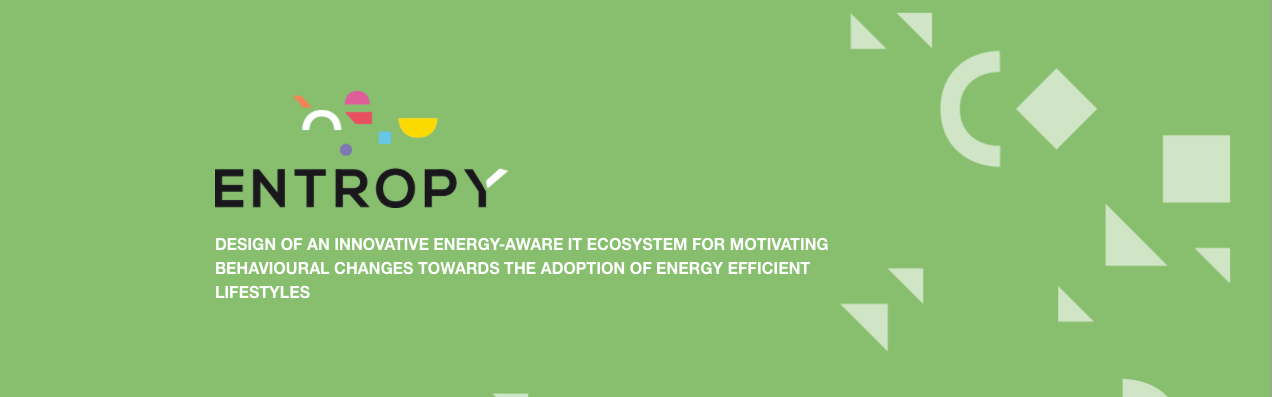 ENTROPY
DESIGN OF AN INNOVATIVE ENERGY-AWARE IT ECOSYSTEM FOR MOTIVATING
BEHAVIOURAL CHANGES TOWARDS THE ADOPTION OF ENERGY EFFICIENT
LIFESTYLES